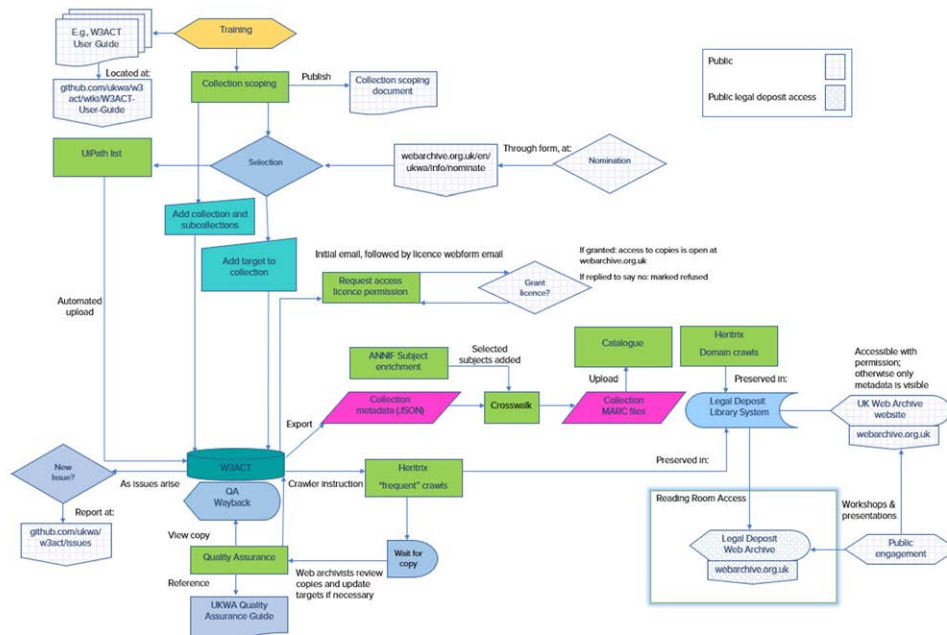 E.g., W3ACT
User Guide
Training
Located at:
github.com/ukwa/w3
act/wiki/W3ACT-
User-Guide
Collection scoping
Publish
Collection scoping
document
Public
Public legal deposit access
UiPath list
Selection
webarchive.org.uk/en/
ukwa/info/nominate
Through form, at:
Nomination
Add collection and
subcollections
Add target to
collection
Automated
upload
Initial email, followed by licence webform email
Request access
licence permission
Grant
licence?
If granted: access to copies is open at
webarchive.org.uk
If replied to say no: marked refused
ANNIF Subject
enrichment
Selected
subjects added
Catalogue
Heritrix
Domain crawls
Accessible with
permission;
otherwise only
metadata is visible
Export
Collection
metadata (JSON)
Crosswalk
Upload
Collection
MARC files
Preserved in:
Legal Deposit
Library System
UK Web Archive
website
webarchive.org.uk
New
Issue?
As issues arise
W3ACT
Crawler instruction
Heritrix
"frequent" crawls
Preserved in:
QA
Wayback
Report at:
github.com/ukwa/
w3act/issues
View copy
Quality Assurance
Wait for
copy
Web archivists review
copies and update
targets if necessary
Reference
UKWA Quality
Assurance Guide
Reading Room Access
Legal Deposit
Web Archive
webarchive.org.uk
Workshops &
presentations
Public
engagement